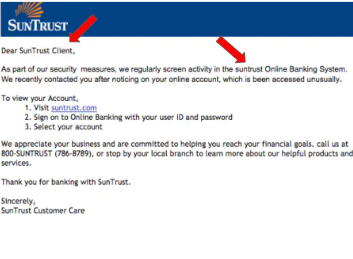 SUNTRUST
Dear SunTrust Client,
As part of our security measures, we regularly screen activity in the suntrust Online Banking System.
We recently contacted you after noticing on your online account, which is been accessed unusually.
To view your Account,
1. Visit suntrust.com
2. Sign on to Online Banking with your user ID and password
3. Select your account
We appreciate your business and are committed to helping you reach your financial goals. call us at
800-SUNTRUST (786-8789), or stop by your local branch to learn more about our helpful products and
services.
Thank you for banking with SunTrust.
Sincerely,
SunTrust Customer Care